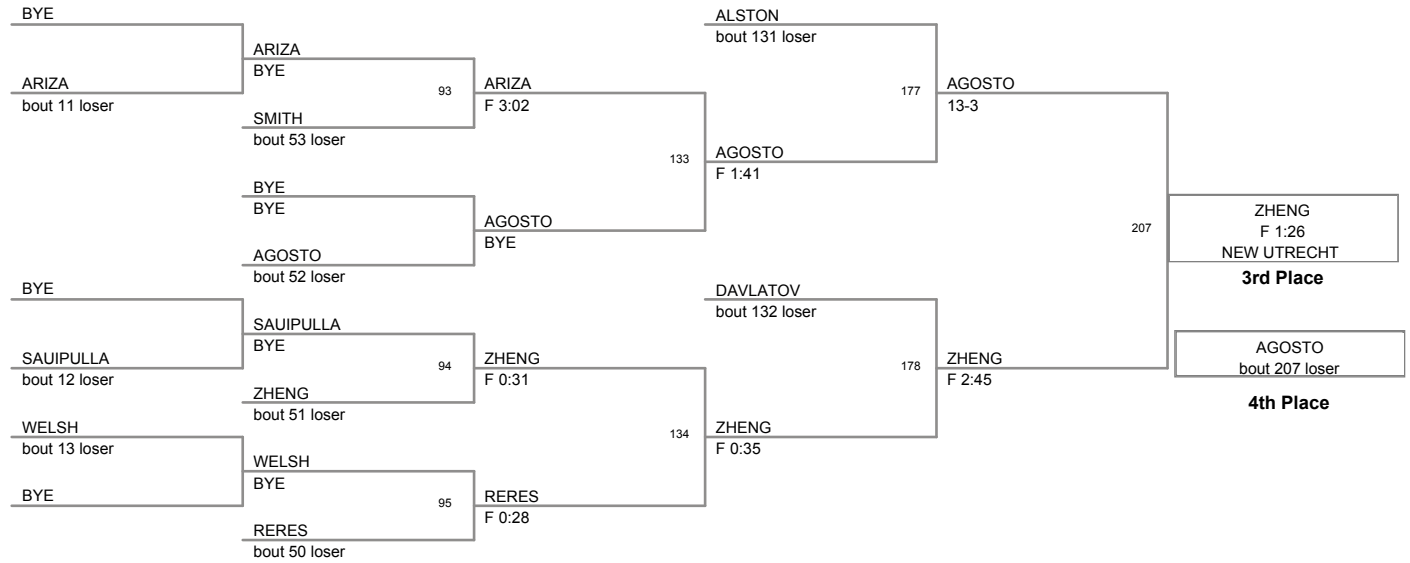 BYE
ARIZA
bout 11 loser
BYE
SAUIPULLA
bout 12 loser
WELSH
bout 13 loser
BYE
ARIZA
BYE
93
SMITH
bout 53 loser
BYE
BYE
AGOSTO
bout 52 loser
SAUIPULLA
BYE
94
ZHENG
bout 51 loser
WELSH
BYE
95
RERES
bout 50 loser
ARIZA
F 3:02
133
AGOSTO
BYE
ZHENG
F 0:31
134
RERES
F 0:28
ALSTON
bout 131 loser
177
AGOSTO
F 1:41
DAVLATOV
bout 132 loser
178
ZHENG
F 0:35
AGOSTO
13-3
207
ZHENG
F 2:45
ZHENG
F 1:26
NEW UTRECHT
3rd Place
AGOSTO
bout 207 loser
4th Place